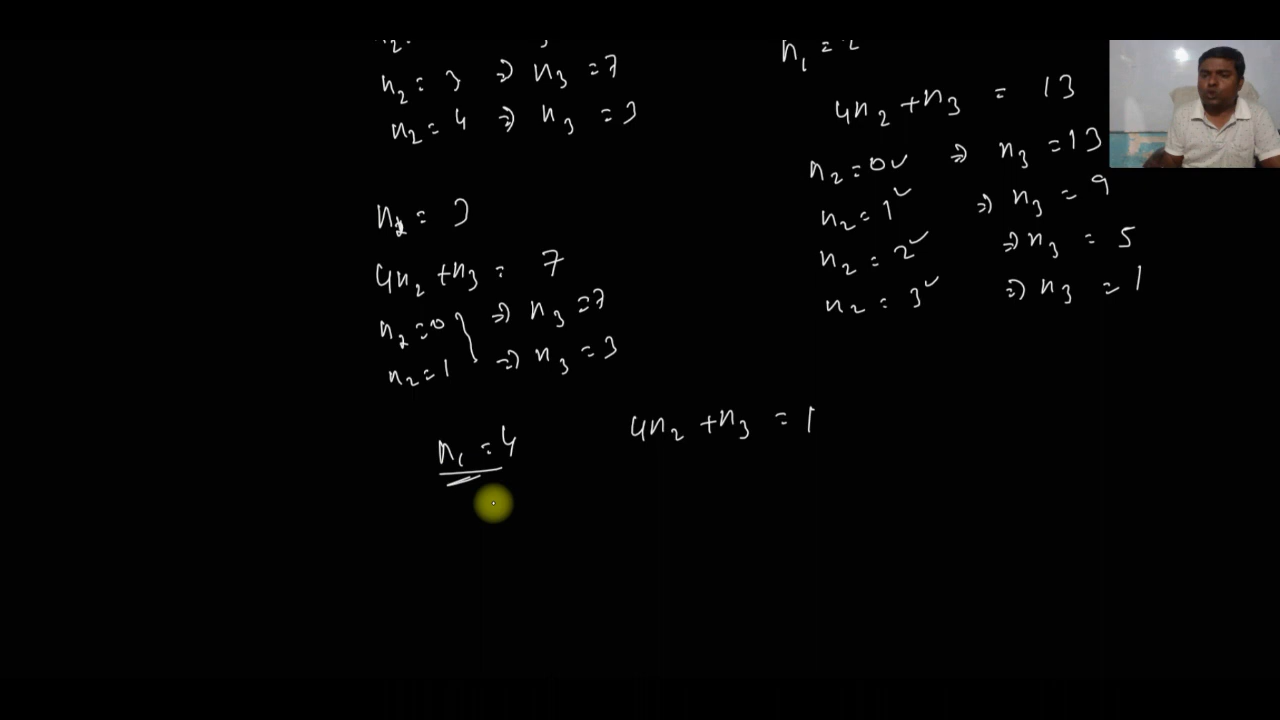 n₂ = 3 ⇒ n₃ = 7
n₂ = 4 ⇒ n₃ = 3
n₂ = 3
4n₂ + n₃ = 7
n₂ = 0 ⇒ n₃ = 7
n₂ = 1 ⇒ n₃ = 3
n₁ = 4
4n₂ + n₃ = 1
n₁ = 2
4n₂ + n₃ = 13
n₂ = 0 ✓ ⇒ n₃ = 13
n₂ = 1 ✓ ⇒ n₃ = 9
n₂ = 2 ✓ ⇒ n₃ = 5
n₂ = 3 ✓ ⇒ n₃ = 1